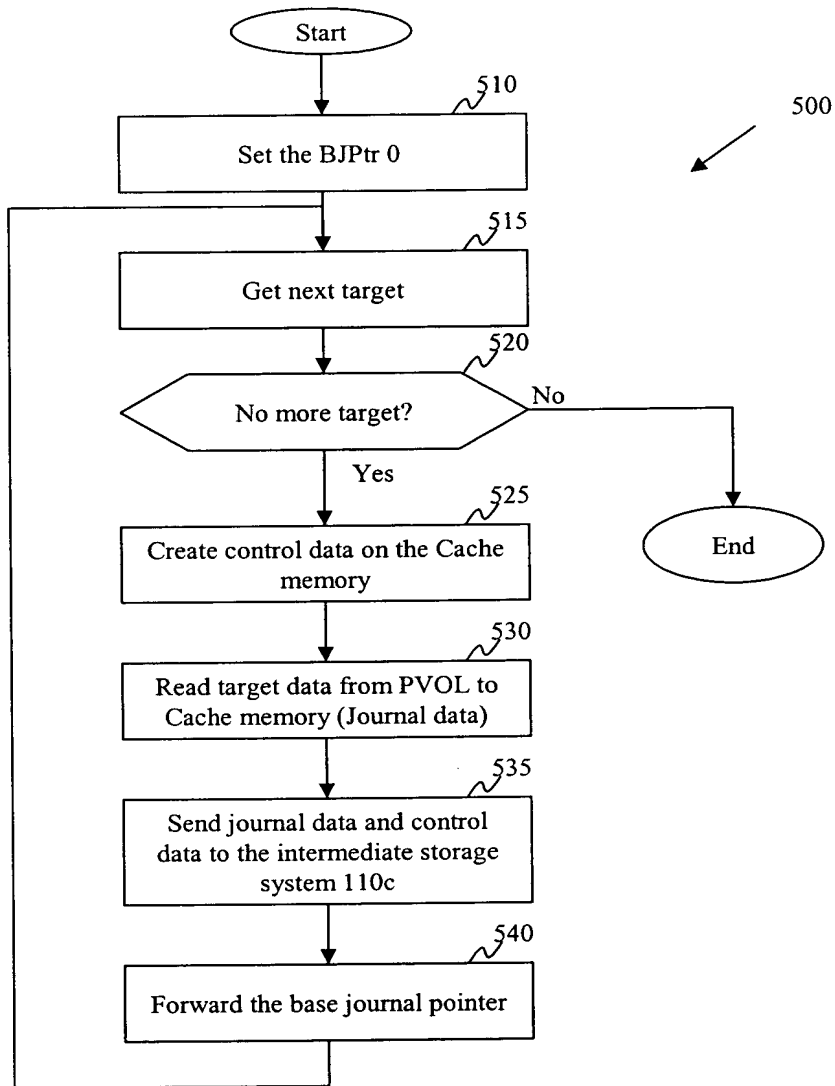 Start
510
500
Set the BJPtr 0
515
Get next target
520
No more target?
No
Yes
525
Create control data on the Cache
memory
End
530
Read target data from PVOL to
Cache memory (Journal data)
535
Send journal data and control
data to the intermediate storage
system 110c
540
Forward the base journal pointer